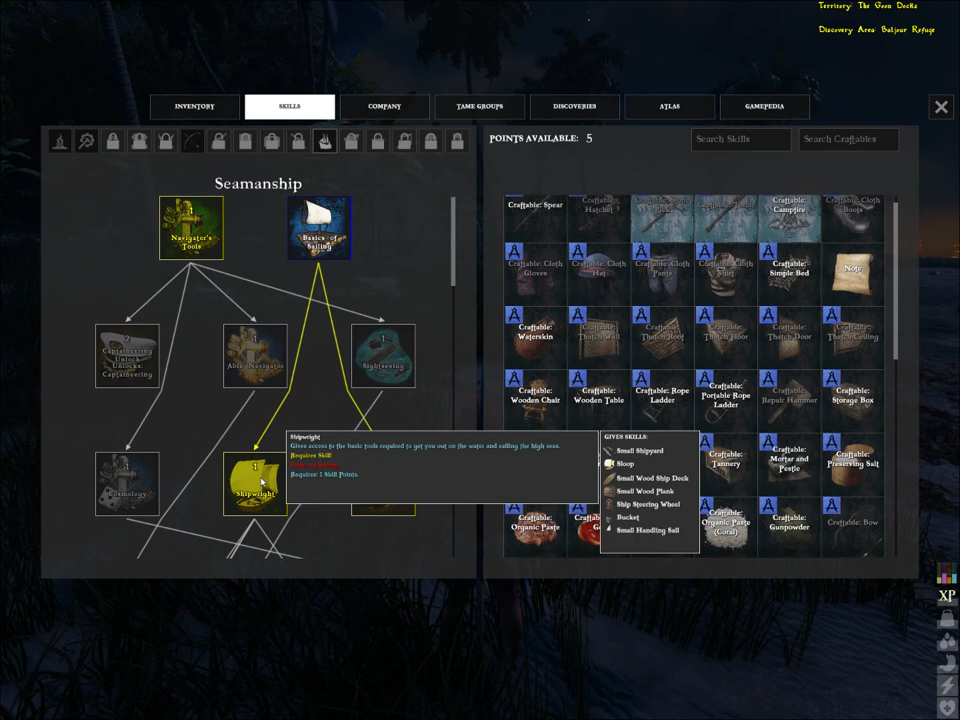 Territory: The Goon Docks
Discovery Area: Baljour Refuge
INVENTORY
SKILLS
COMPANY
TAME GROUPS
DISCOVERIES
ATLAS
GAMEPEDIA
POINTS AVAILABLE: 5
Search Skills
Search Craftables
Seamanship
1
Navigator's
Tools
Basics of
Sailing
2
Captaineering
Unlock
Unlocks:
Captaineering
1
Able Navigator
1
Sightseeing
1
Cosmology
1
Shipwright
Shipwright
Gives access to the basic tools required to get you out on the water and sailing the high seas.
Requires Skill:
Requires: 1 Skill Points.
GIVES SKILLS:
Small Shipyard
Sloop
Small Wood Ship Deck
Small Wood Plank
Ship Steering Wheel
Bucket
Small Handling Sail
Craftable: Spear
Craftable:
Hatchet
Craftable:
Craftable:
Campfire
Craftable:
Cloth
Boots
Craftable: Cloth
Gloves
Craftable: Cloth
Hat
Craftable: Cloth
Pants
Craftable: Cloth
Shirt
Craftable:
Simple Bed
Note
Craftable:
Waterskin
Craftable:
Thatch Wall
Craftable:
Thatch Roof
Craftable:
Thatch Floor
Craftable:
Thatch Door
Craftable:
Thatch Ceiling
Craftable:
Wooden Chair
Craftable:
Wooden Table
Craftable: Rope
Ladder
Craftable:
Portable Rope
Ladder
Craftable:
Repair Hammer
Craftable:
Storage Box
Craftable:
Tannery
Craftable:
Mortar and
Pestle
Craftable:
Preserving Salt
Craftable:
Organic Paste
Craftable:
Organic Paste
(Coral)
Craftable:
Gunpowder
Craftable: Bow
XP